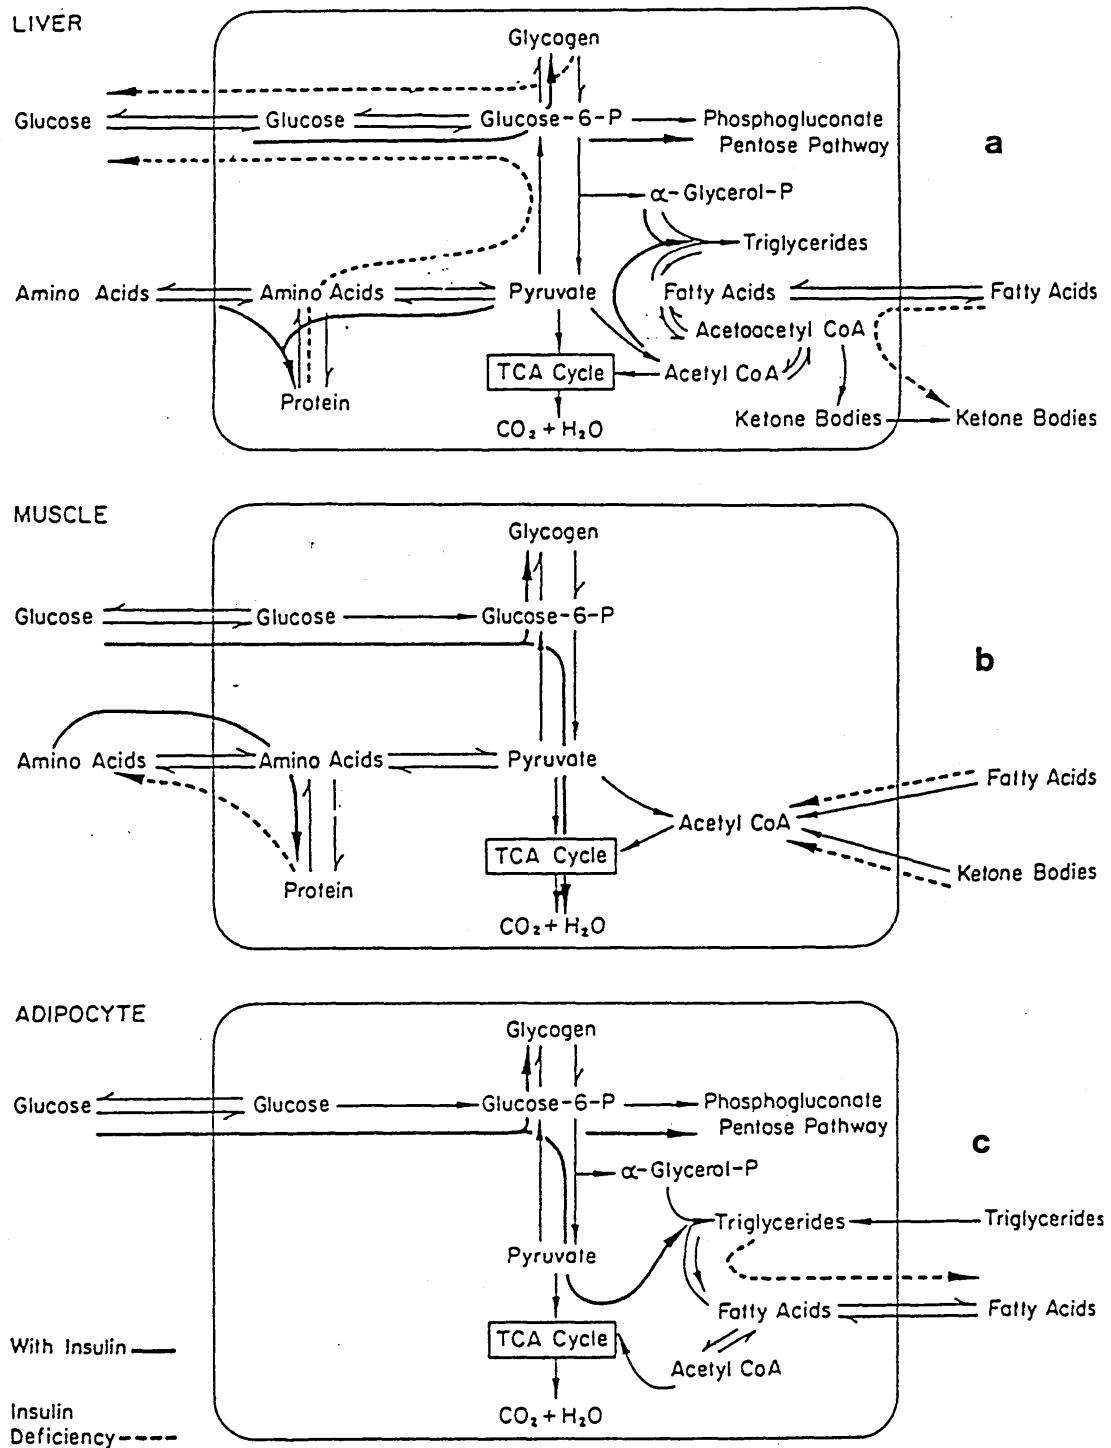 LIVER
Glycogen
Glucose Glucose Glucose-6-P Phosphogluconate
Pentose Pathway
a
α-Glycerol-P
Triglycerides
Amino Acids Amino Acids Pyruvate Fatty Acids Fatty Acids
Acetoacetyl CoA
TCA Cycle Acetyl CoA
Protein
Ketone Bodies Ketone Bodies
CO₂ + H₂O
MUSCLE
Glycogen
Glucose Glucose Glucose-6-P
b
Amino Acids Amino Acids Pyruvate
Fatty Acids
Acetyl CoA
TCA Cycle
Ketone Bodies
Protein
CO₂ + H₂O
ADIPOCYTE
Glycogen
Glucose Glucose Glucose-6-P Phosphogluconate
Pentose Pathway
c
α-Glycerol-P
Triglycerides Triglycerides
Pyruvate
Fatty Acids Fatty Acids
TCA Cycle
With Insulin
Acetyl CoA
CO₂ + H₂O
Insulin
Deficiency